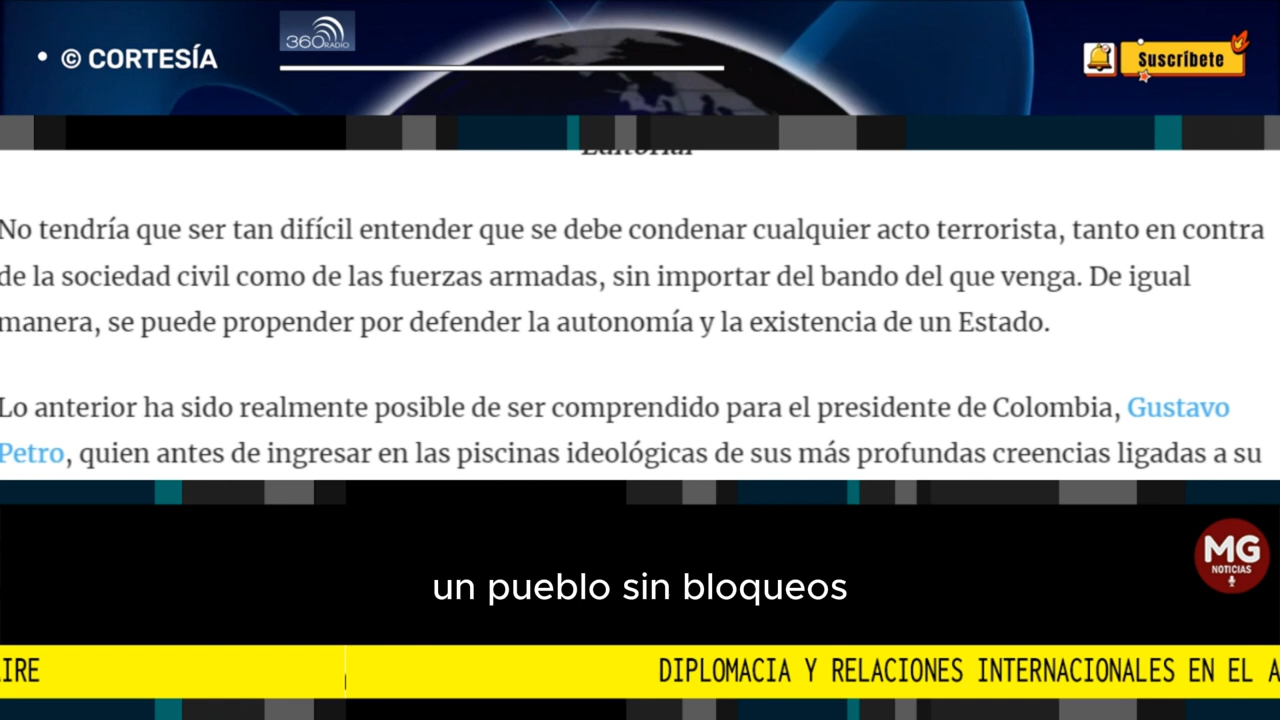 • © CORTESÍA
360 RADIO
Suscríbete
Editorial
No tendría que ser tan difícil entender que se debe condenar cualquier acto terrorista, tanto en contra
de la sociedad civil como de las fuerzas armadas, sin importar del bando del que venga. De igual
manera, se puede propender por defender la autonomía y la existencia de un Estado.
Lo anterior ha sido realmente posible de ser comprendido para el presidente de Colombia, Gustavo
Petro, quien antes de ingresar en las piscinas ideológicas de sus más profundas creencias ligadas a su
MG
NOTICIAS
un pueblo sin bloqueos
IRE
DIPLOMACIA Y RELACIONES INTERNACIONALES EN EL A